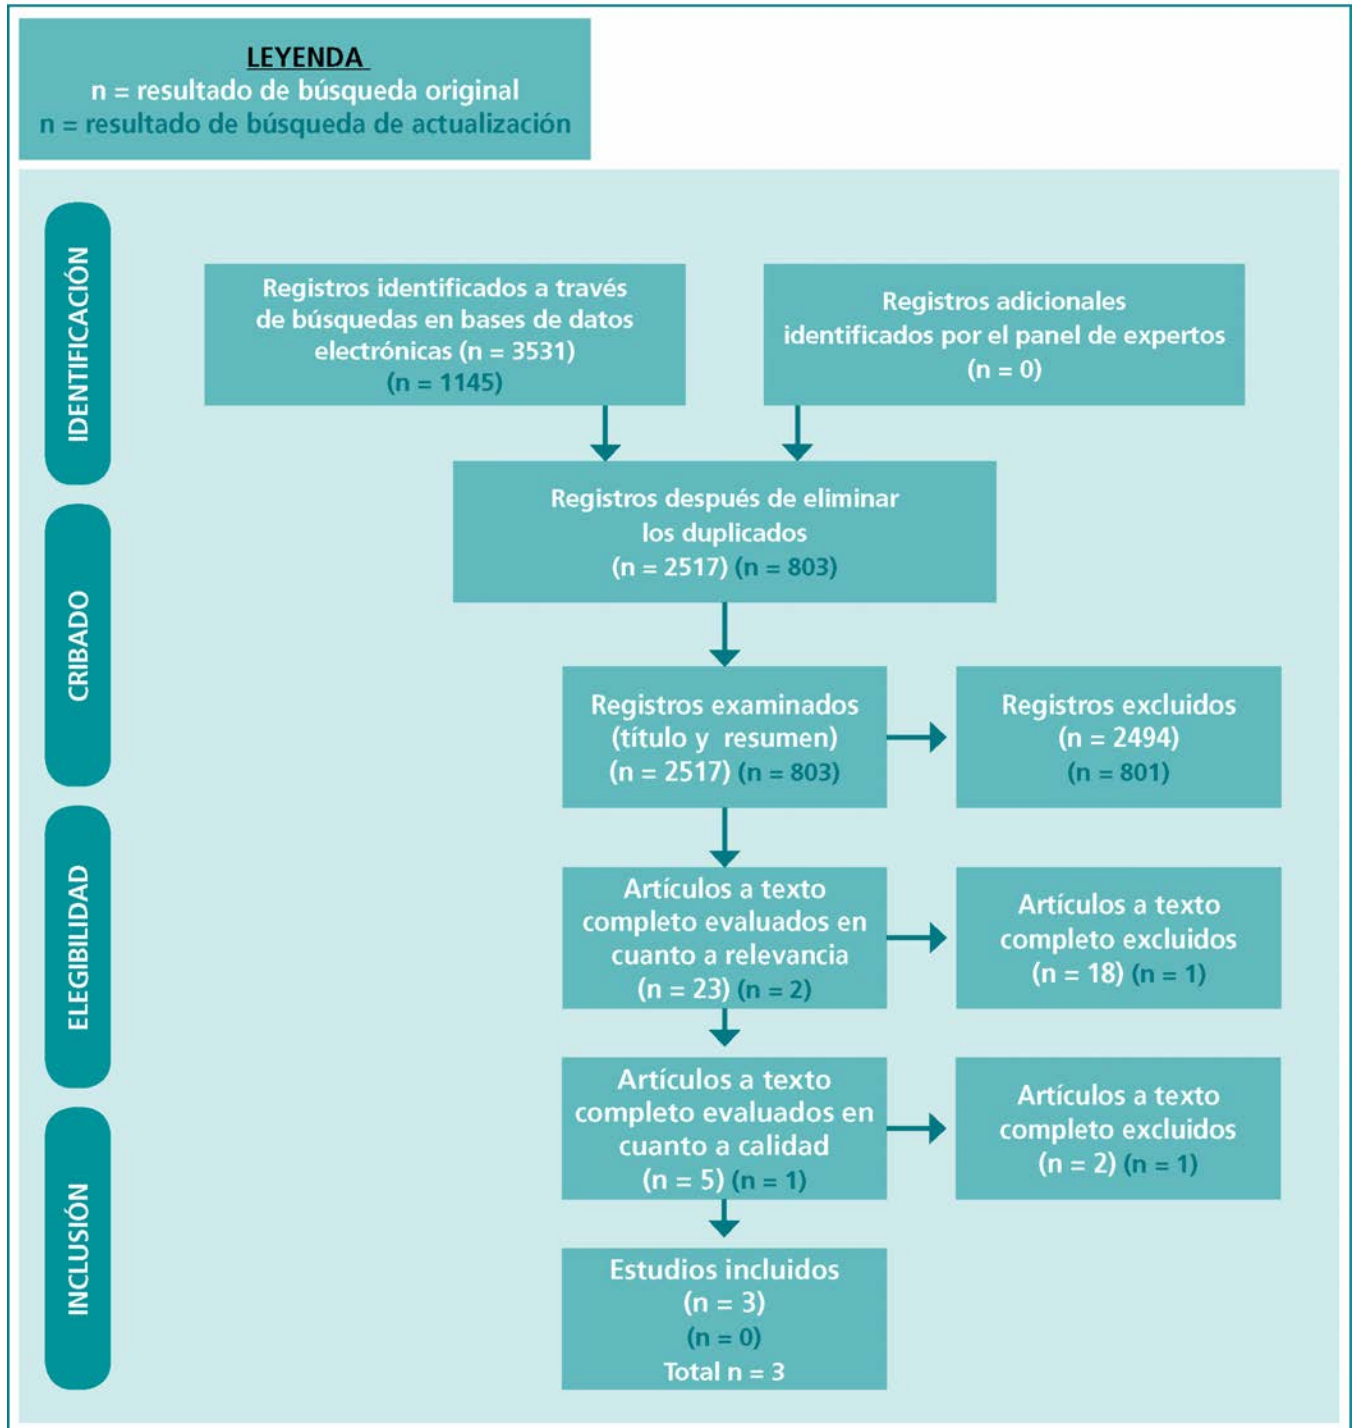 LEYENDA
n = resultado de búsqueda original
n = resultado de búsqueda de actualización
IDENTIFICACIÓN
Registros identificados a través
de búsquedas en bases de datos
electrónicas (n = 3531)
(n = 1145)
Registros adicionales
identificados por el panel de expertos
(n = 0)
Registros después de eliminar
los duplicados
(n = 2517) (n = 803)
CRIBADO
Registros examinados
(título y resumen)
(n = 2517) (n = 803)
Registros excluidos
(n = 2494)
(n = 801)
ELEGIBILIDAD
Artículos a texto
completo evaluados en
cuanto a relevancia
(n = 23) (n = 2)
Artículos a texto
completo excluidos
(n = 18) (n = 1)
Artículos a texto
completo evaluados en
cuanto a calidad
(n = 5) (n = 1)
Artículos a texto
completo excluidos
(n = 2) (n = 1)
INCLUSIÓN
Estudios incluidos
(n = 3)
(n = 0)
Total n = 3